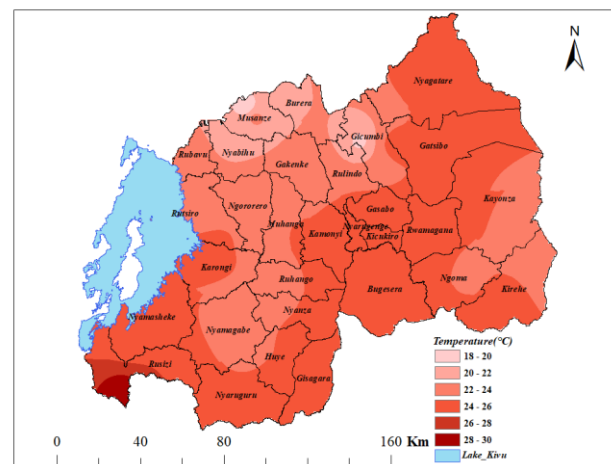 N
Nyagatare
Burera
Musanze
Gicumbi
Gatsibo
Nyabihu
Rubavu
Gakenke
Rulindo
Kayonza
Ngororero
Rutsiro
Gasabo
Muhanga
Nyarugenge
Kamonyi
Kicukiro
Rwamagana
Karongi
Ruhango
Ngoma
Kirehe
Bugesera
Nyanza
Nyamasheke
Nyamagabe
Huye
Rusizi
Gisagara
Nyaruguru
Temperature(°C)
18 - 20
20 - 22
22 - 24
24 - 26
26 - 28
28 - 30
Lake_Kivu
0 40 80 160 Km